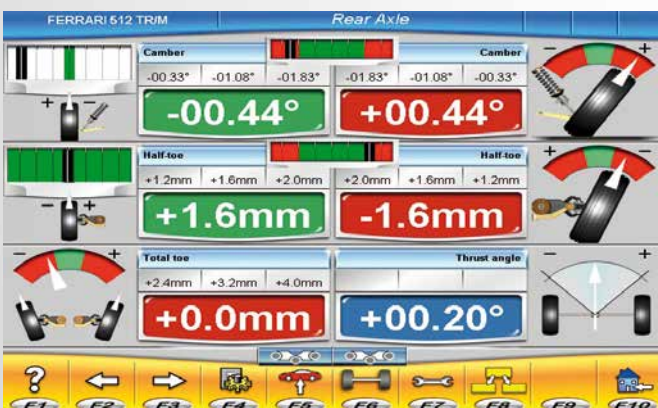 FERRARI 512 TR/M Rear Axle
Camber Camber
-00.33° -01.08° -01.83° -01.83° -01.08° -00.33°
-00.44° +00.44°
- +
+ -
Half-toe Half-toe
+1.2mm +1.6mm +2.0mm +2.0mm +1.6mm +1.2mm
+1.6mm -1.6mm
+ -
- +
Total toe Thrust angle
- + - +
+2.4mm +3.2mm +4.0mm
+0.0mm +00.20°
?
F1 F2 F3 F4 F5 F6 F7 F8 F9 F10